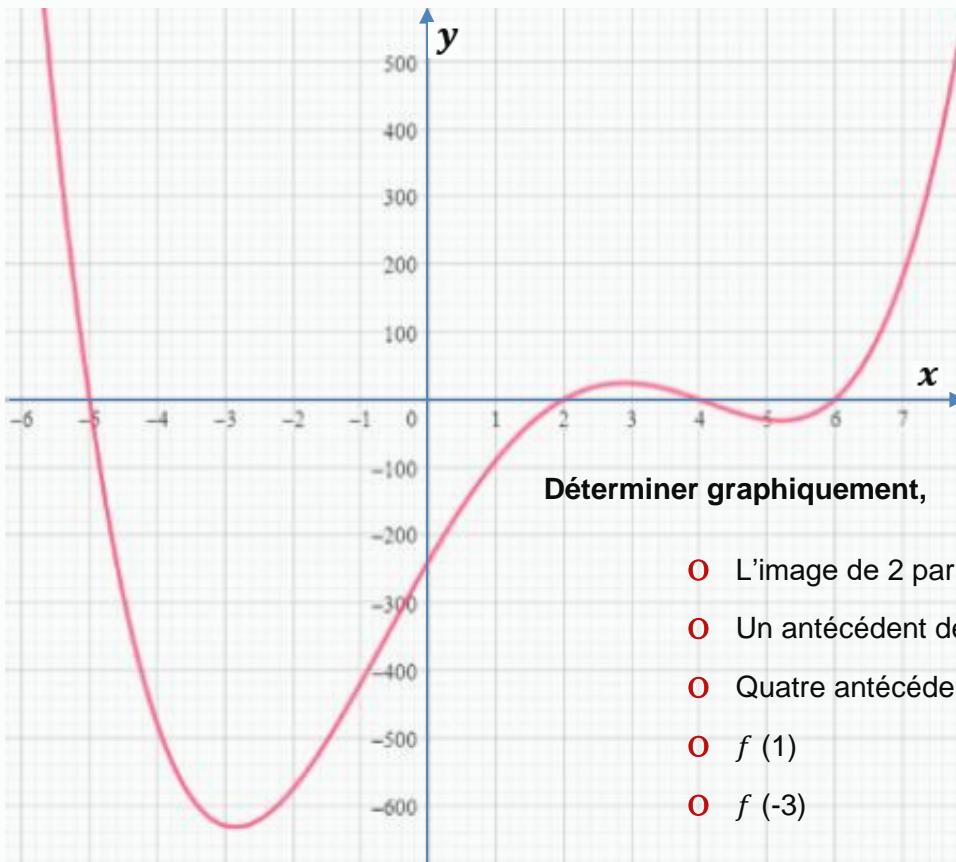 y
500
400
300
200
100
x
-6 -5 -4 -3 -2 -1 0 1 2 3 4 5 6 7
-100
Déterminer graphiquement,
-200
O L'image de 2 par
-300
O Un antécédent de
-400
O Quatre antécéde
-500
O f (1)
-600
O f (-3)